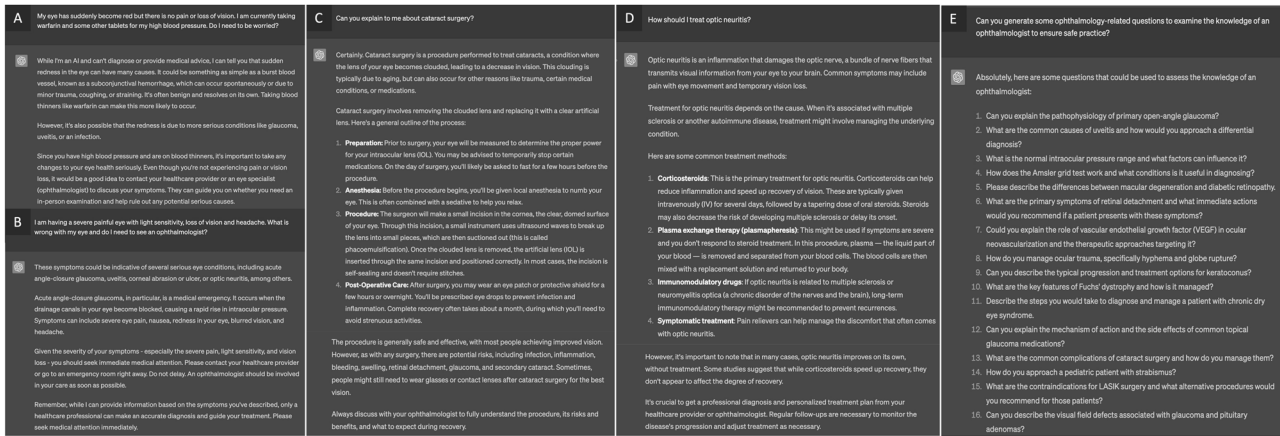 A
My eye has suddenly become red but there is no pain or loss of vision. I am currently taking
warfarin and some other tablets for my high blood pressure. Do I need to be worried?
While I'm an AI and can't diagnose or provide medical advice, I can tell you that sudden
redness in the eye can have many causes. It could be something as simple as a burst blood
vessel, known as a subconjunctival hemorrhage, which can occur spontaneously or due to
minor trauma, coughing, or straining. It's often benign and resolves on its own. Taking
blood thinners like warfarin can make this more likely to occur.
However, it's also possible that the redness is due to more serious conditions like glaucoma,
uveitis, or an infection.
Since you have high blood pressure and are on blood thinners, it's important to take any
changes to your eye health seriously. Even though you're not experiencing pain or vision
loss, it would be a good idea to contact your healthcare provider or an eye specialist
(ophthalmologist) to discuss your symptoms. They can guide you on whether you need an
in-person examination and help rule out any potential serious causes.
B
I am having a severe painful eye with light sensitivity, loss of vision and headache. What is
wrong with my eye and do I need to see an ophthalmologist?
These symptoms could be indicative of several serious eye conditions, including acute
angle-closure glaucoma, uveitis, corneal abrasion or ulcer, or optic neuritis, among others.
Acute angle-closure glaucoma, in particular, is a medical emergency. It occurs when the
drainage canals in your eye become blocked, causing a rapid rise in intraocular pressure.
Symptoms can include severe eye pain, nausea, redness in your eye, blurred vision, and
headache.
Given the severity of your symptoms - especially the severe pain, light sensitivity, and vision
loss - you should seek immediate medical attention. Please contact your healthcare provider
or go to an emergency room right away. Do not delay. An ophthalmologist should be involved
in your care as soon as possible.
Remember, while I can provide information based on the symptoms you've described, only a
healthcare professional can make an accurate diagnosis and guide your treatment. Please
seek medical attention immediately.
C
Can you explain to me about cataract surgery?
Certainly. Cataract surgery is a procedure performed to treat cataracts, a condition where
the lens of your eye becomes clouded, leading to a decrease in vision. This clouding is
typically due to aging, but can also occur for other reasons like trauma, certain medical
conditions, or medications.
Cataract surgery involves removing the clouded lens and replacing it with a clear artificial
lens. Here's a general outline of the process:
1. Preparation: Prior to surgery, your eye will be measured to determine the proper
power for your intraocular lens (IOL). You may be advised to temporarily stop certain
medications. On the day of surgery, you'll likely be asked to fast for a few hours before the
procedure.
2. Anesthesia: Before the procedure begins, you'll be given local anesthesia to numb your
eye. This is often combined with a sedative to help you relax.
3. Procedure: The surgeon will make a small incision in the cornea, the clear, domed surface
of your eye. Through this incision, a small instrument uses ultrasound waves to break up
the lens into small pieces, which are then suctioned out (this is called
phacoemulsification). Once the clouded lens is removed, the artificial lens (IOL) is
inserted through the same incision and positioned correctly. In most cases, the incision is
self-sealing and doesn't require stitches.
4. Post-Operative Care: After surgery, you may wear an eye patch or protective shield for a
few hours or overnight. You'll be prescribed eye drops to prevent infection and
inflammation. Complete recovery often takes about a month, during which you'll need to
avoid strenuous activities.
The procedure is generally safe and effective, with most people achieving improved vision.
However, as with any surgery, there are potential risks, including infection, inflammation,
bleeding, swelling, retinal detachment, glaucoma, and secondary cataract. Sometimes,
people might still need to wear glasses or contact lenses after cataract surgery for the best
vision.
Always discuss with your ophthalmologist to fully understand the procedure, its risks and
benefits, and what to expect during recovery.
D
How should I treat optic neuritis?
Optic neuritis is an inflammation that damages the optic nerve, a bundle of nerve fibers that
transmits visual information from your eye to your brain. Common symptoms may include
pain with eye movement and temporary vision loss.
Treatment for optic neuritis depends on the cause. When it's associated with multiple
sclerosis or another autoimmune disease, treatment might involve managing the underlying
condition.
Here are some common treatment methods:
1. Corticosteroids: This is the primary treatment for optic neuritis. Corticosteroids can help
reduce inflammation and speed up recovery of vision. These are typically given
intravenously (IV) for several days, followed by a tapering dose of oral steroids. Steroids
may also decrease the risk of developing multiple sclerosis or delay its onset.
2. Plasma exchange therapy (plasmapheresis): This might be used if symptoms are severe
and you don't respond to steroid treatment. In this procedure, plasma — the liquid part of
your blood — is removed and separated from your blood cells. The blood cells are then
mixed with a replacement solution and returned to your body.
3. Immunomodulatory drugs: If optic neuritis is related to multiple sclerosis or
neuromyelitis optica (a chronic disorder of the nerves and the brain), long-term
immunomodulatory therapy might be recommended to prevent recurrences.
4. Symptomatic treatment: Pain relievers can help manage the discomfort that often comes
with optic neuritis.
However, it's important to note that in many cases, optic neuritis improves on its own,
without treatment. Some studies suggest that while corticosteroids speed up recovery, they
don't appear to affect the degree of recovery.
It's crucial to get a professional diagnosis and personalized treatment plan from your
healthcare provider or ophthalmologist. Regular follow-ups are necessary to monitor the
disease's progression and adjust treatment as necessary.
E
Can you generate some ophthalmology-related questions to examine the knowledge of an
ophthalmologist to ensure safe practice?
Absolutely, here are some questions that could be used to assess the knowledge of an
ophthalmologist:
1. Can you explain the pathophysiology of primary open-angle glaucoma?
2. What are the common causes of uveitis and how would you approach a differential
diagnosis?
3. What is the normal intraocular pressure range and what factors can influence it?
4. How does the Amsler grid test work and what conditions is it useful in diagnosing?
5. Please describe the differences between macular degeneration and diabetic retinopathy.
6. What are the primary symptoms of retinal detachment and what immediate actions
would you recommend if a patient presents with these symptoms?
7. Could you explain the role of vascular endothelial growth factor (VEGF) in ocular
neovascularization and the therapeutic approaches targeting it?
8. How do you manage ocular trauma, specifically hyphema and globe rupture?
9. Can you describe the typical progression and treatment options for keratoconus?
10. What are the key features of Fuchs' dystrophy and how is it managed?
11. Describe the steps you would take to diagnose and manage a patient with chronic dry
eye syndrome.
12. Can you explain the mechanism of action and the side effects of common topical
glaucoma medications?
13. What are the common complications of cataract surgery and how do you manage them?
14. How do you approach a pediatric patient with strabismus?
15. What are the contraindications for LASIK surgery and what alternative procedures would
you recommend for those patients?
16. Can you describe the visual field defects associated with glaucoma and pituitary
adenomas?